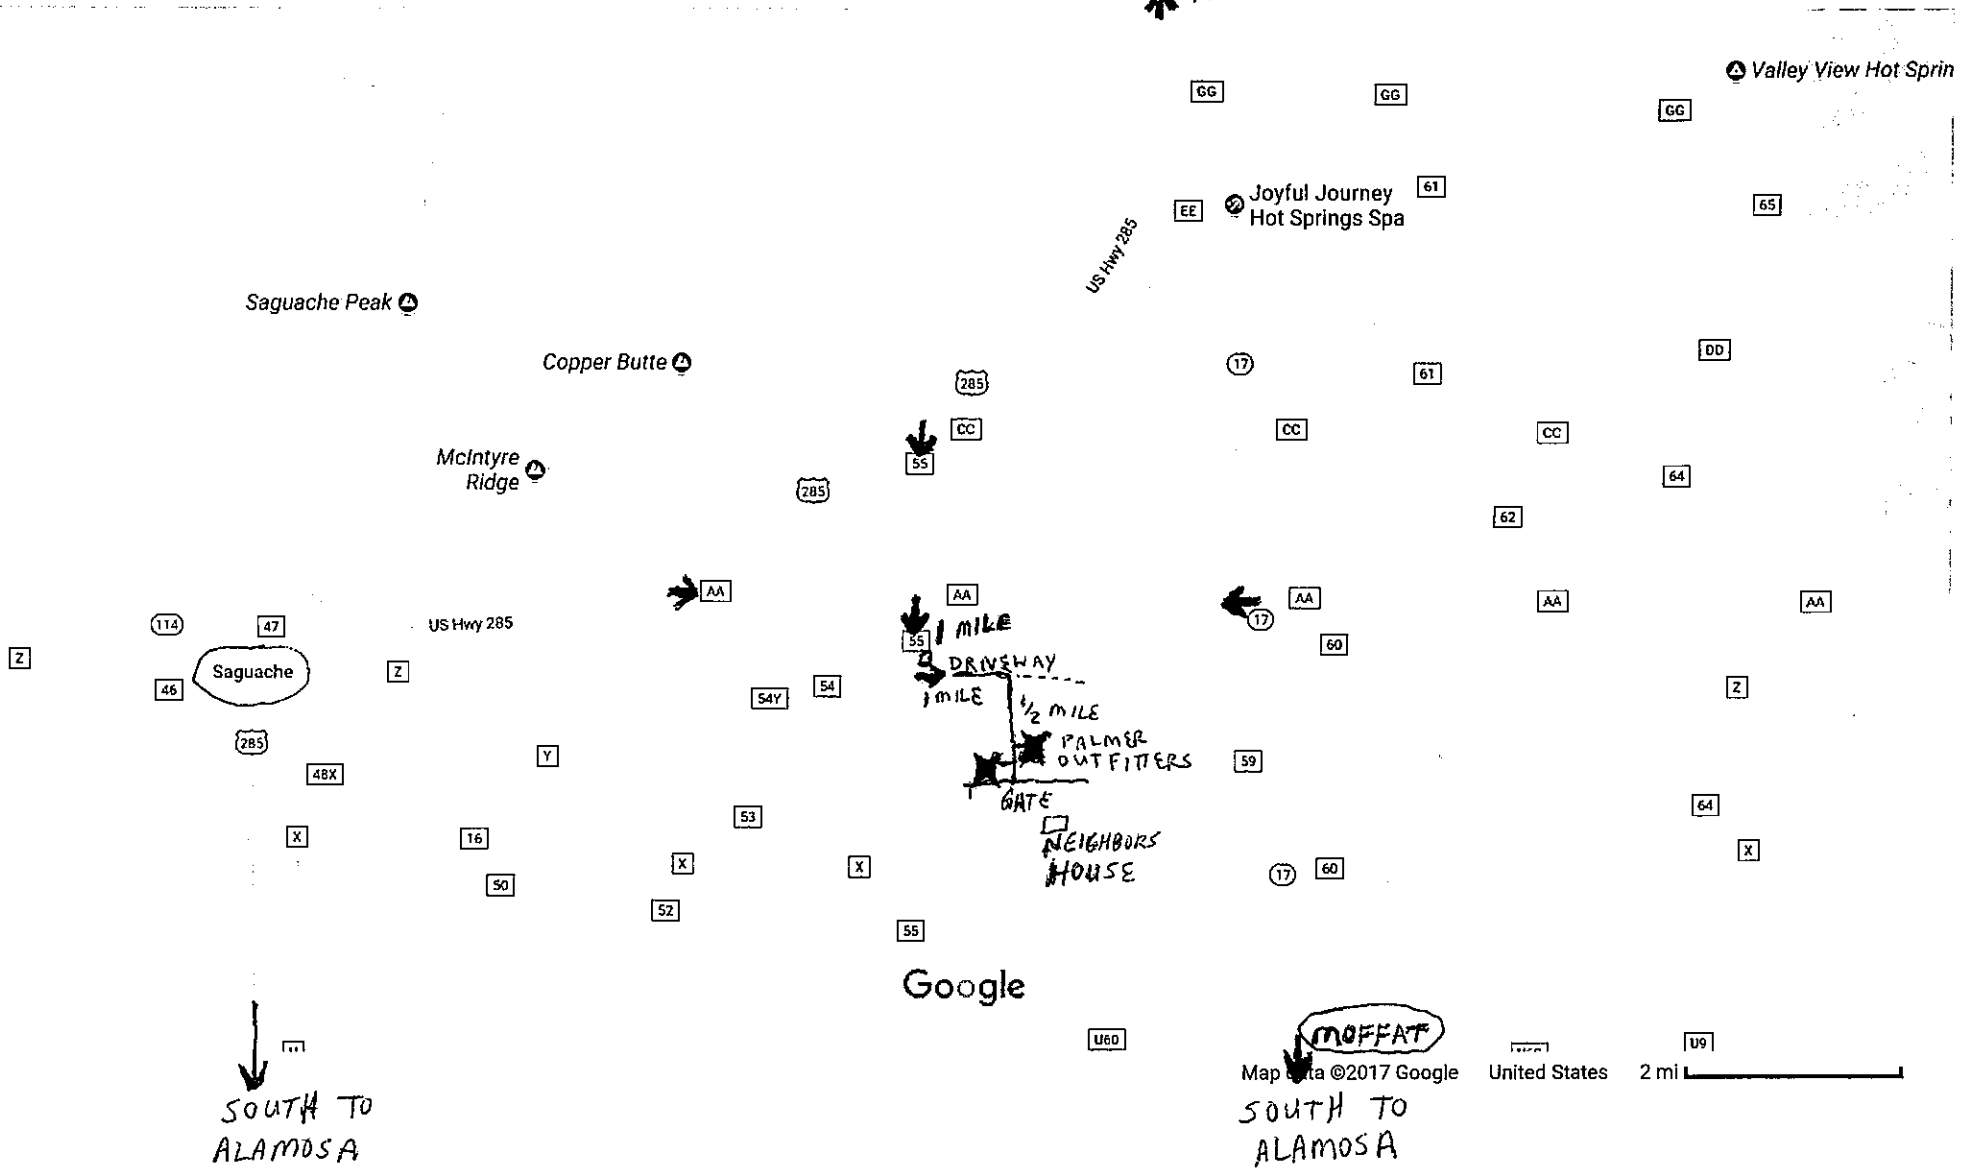 Valley View Hot Sprin
GG
GG
GG
61
Joyful Journey
Hot Springs Spa
EE
65
US Hwy 285
Saguache Peak
Copper Butte
17
DD
285
61
CC
CC
CC
McIntyre
Ridge
55
285
64
62
AA
AA
AA
AA
AA
114
47
US Hwy 285
17
55
1 MILE
60
Z
Saguache
Z
DRIVEWAY
46
54Y
54
1 MILE
Z
1/2 MILE
285
PALMER
OUTFITTERS
Y
59
48X
GATE
53
64
X
16
NEIGHBORS
HOUSE
X
X
X
50
17
60
52
55
Google
MOFFAT
U60
U9
Map data ©2017 Google
United States
2 mi
SOUTH TO
ALAMOSA
SOUTH TO
ALAMOSA